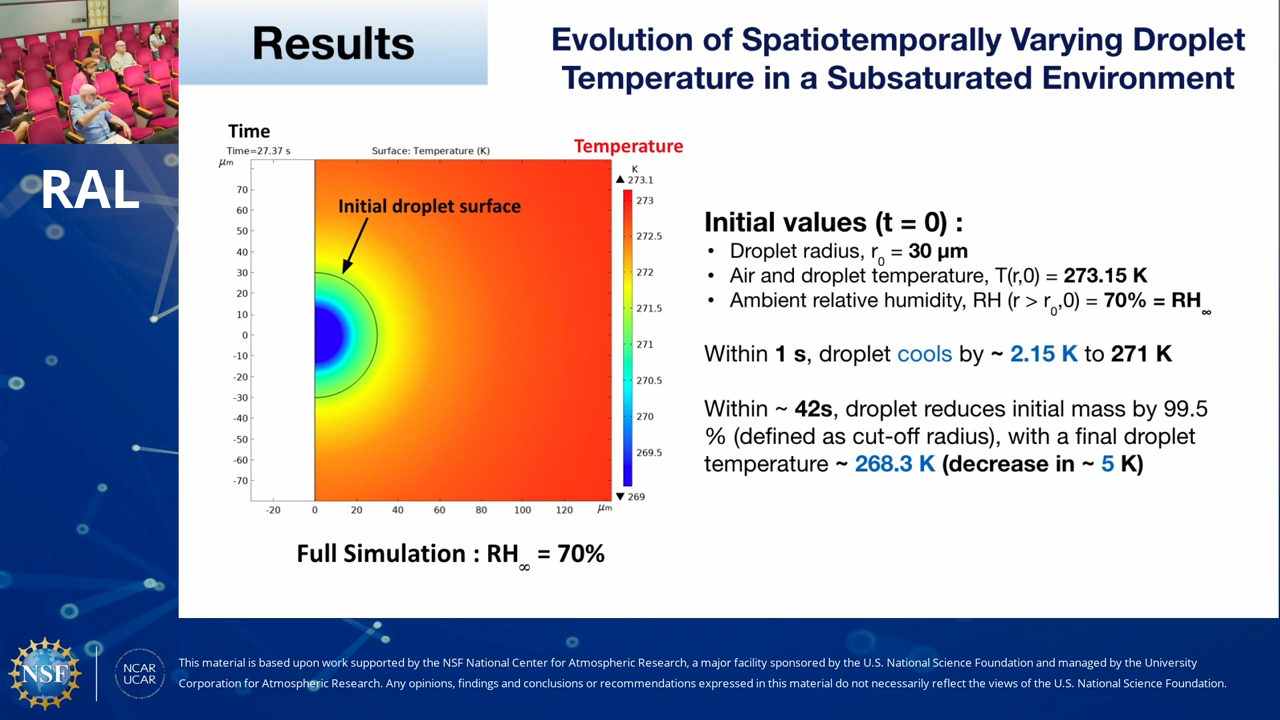 Results
Evolution of Spatiotemporally Varying Droplet
Temperature in a Subsaturated Environment
RAL
Time
Time=27.37 s
Surface: Temperature (K)
Temperature
μm
K
▲ 273.1
273
272.5
272
271.5
271
270.5
270
269.5
▼ 269
70
60
50
40
30
20
10
0
-10
-20
-30
-40
-50
-60
-70
Initial droplet surface
-20 0 20 40 60 80 100 120 μm
Full Simulation : RH∞ = 70%
Initial values (t = 0) :
• Droplet radius, r0 = 30 μm
• Air and droplet temperature, T(r,0) = 273.15 K
• Ambient relative humidity, RH (r > r0,0) = 70% = RH∞
Within 1 s, droplet cools by ~ 2.15 K to 271 K
Within ~ 42s, droplet reduces initial mass by 99.5
% (defined as cut-off radius), with a final droplet
temperature ~ 268.3 K (decrease in ~ 5 K)
NSF
NCAR
UCAR
This material is based upon work supported by the NSF National Center for Atmospheric Research, a major facility sponsored by the U.S. National Science Foundation and managed by the University
Corporation for Atmospheric Research. Any opinions, findings and conclusions or recommendations expressed in this material do not necessarily reflect the views of the U.S. National Science Foundation.